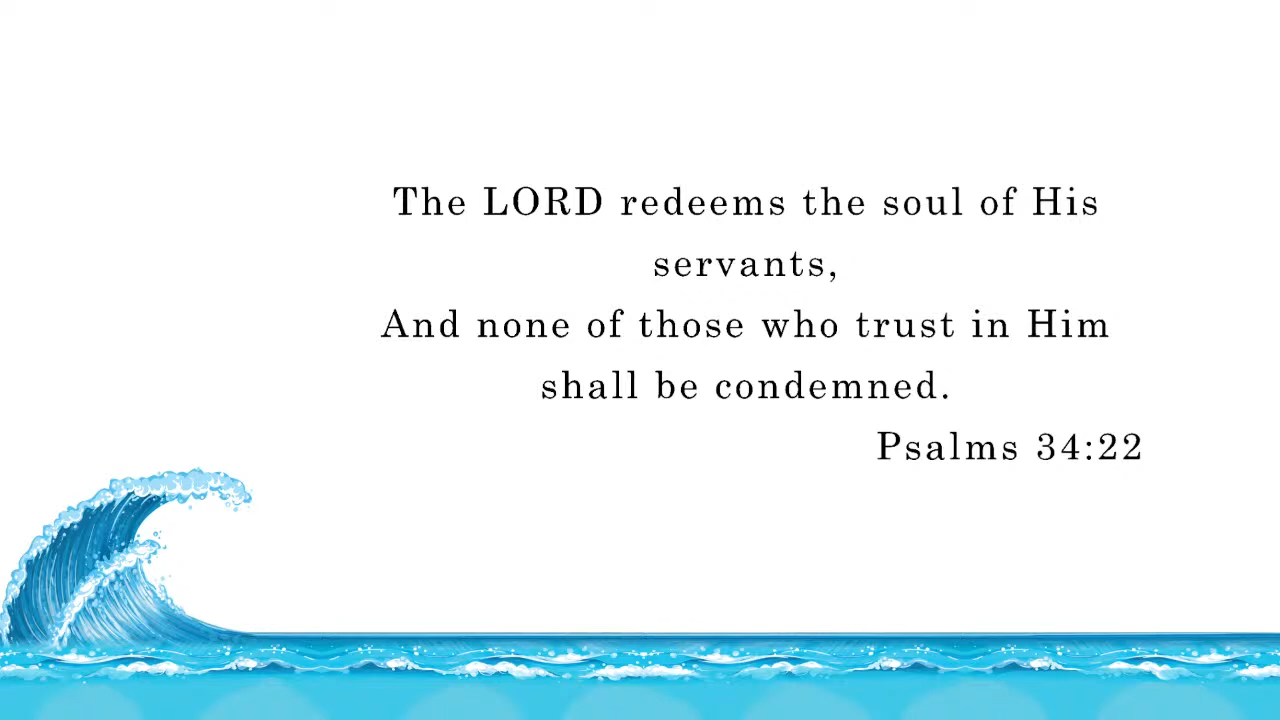 The LORD redeems the soul of His
servants,
And none of those who trust in Him
shall be condemned.
Psalms 34:22